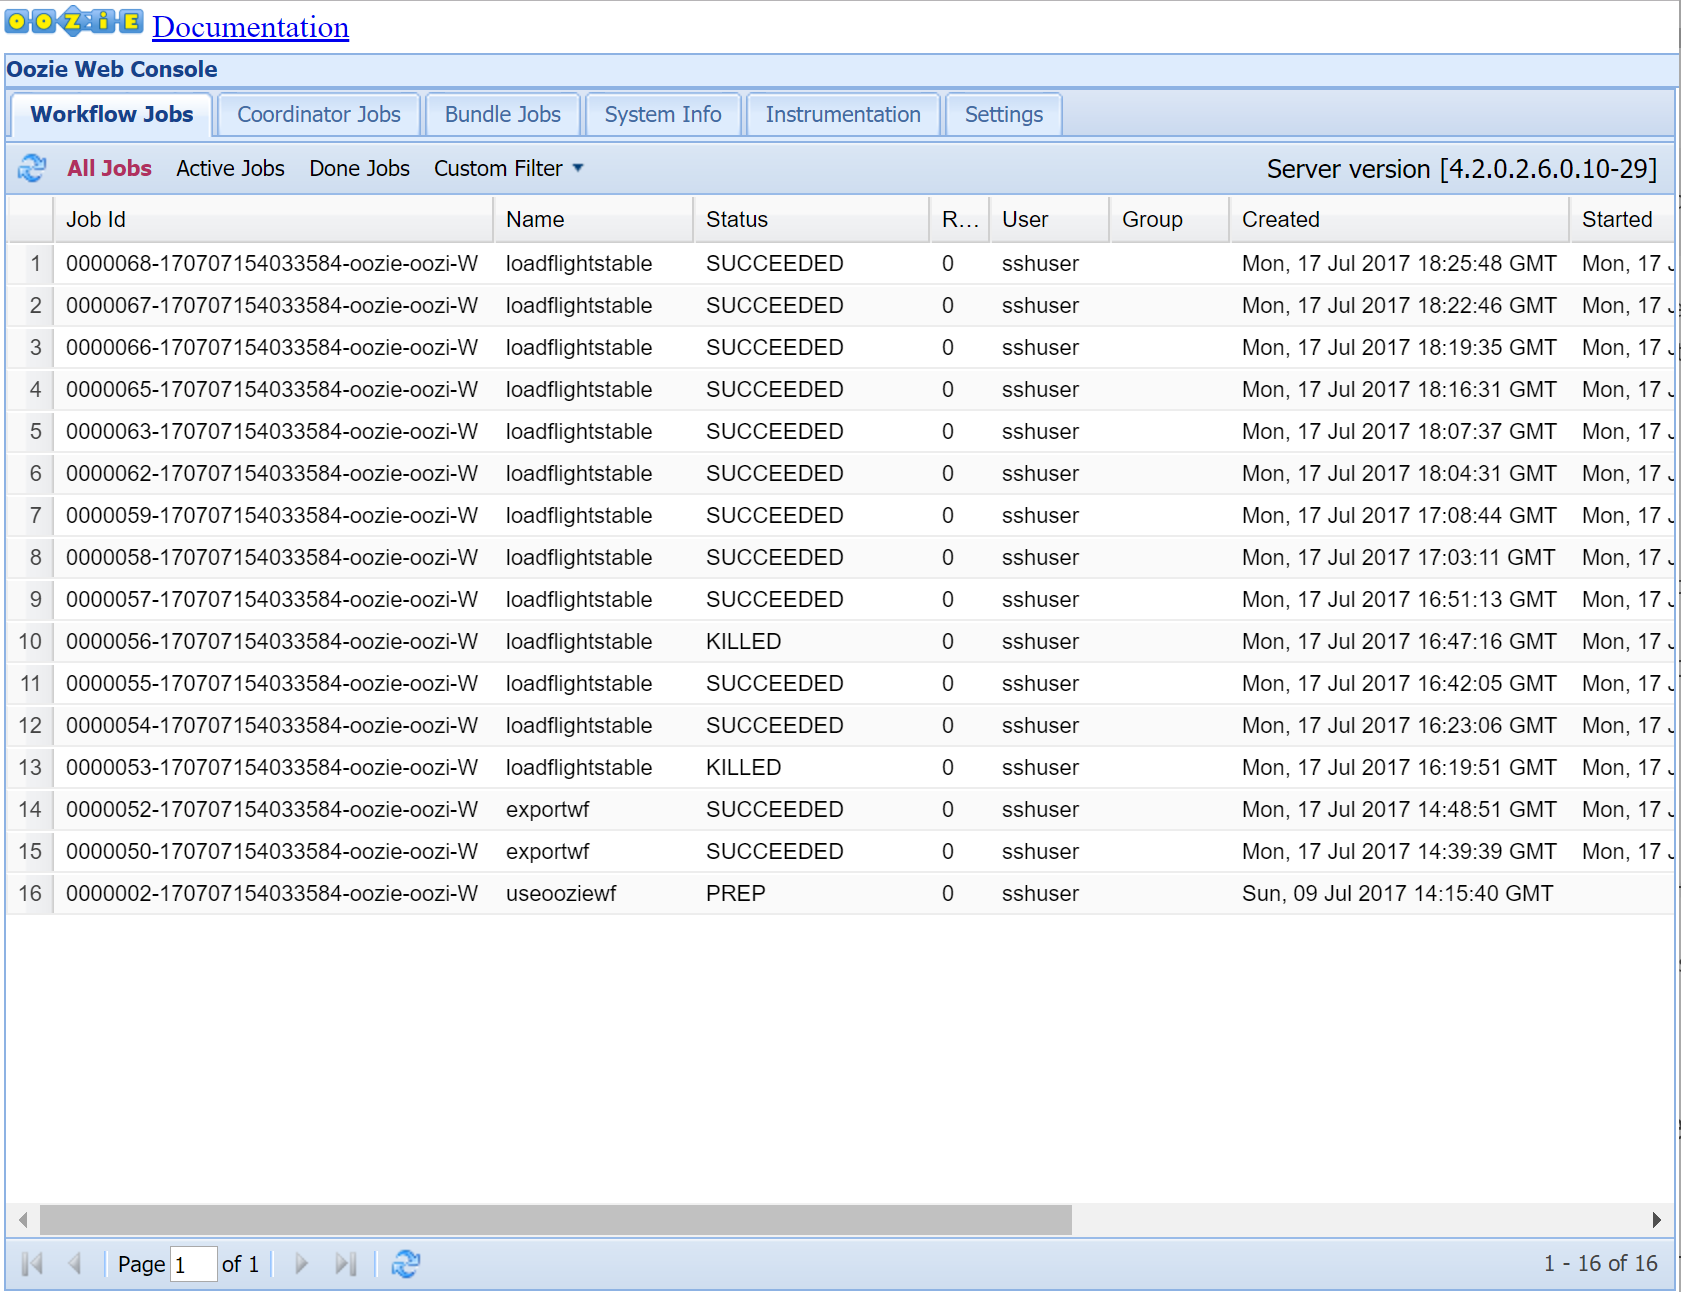 OOZIE Documentation
Oozie Web Console
Workflow Jobs Coordinator Jobs Bundle Jobs System Info Instrumentation Settings
All Jobs Active Jobs Done Jobs Custom Filter Server version [4.2.0.2.6.0.10-29]
Job Id Name Status R... User Group Created Started
1 0000068-170707154033584-oozie-oozi-W loadflightstable SUCCEEDED 0 sshuser Mon, 17 Jul 2017 18:25:48 GMT Mon, 17
2 0000067-170707154033584-oozie-oozi-W loadflightstable SUCCEEDED 0 sshuser Mon, 17 Jul 2017 18:22:46 GMT Mon, 17
3 0000066-170707154033584-oozie-oozi-W loadflightstable SUCCEEDED 0 sshuser Mon, 17 Jul 2017 18:19:35 GMT Mon, 17
4 0000065-170707154033584-oozie-oozi-W loadflightstable SUCCEEDED 0 sshuser Mon, 17 Jul 2017 18:16:31 GMT Mon, 17
5 0000063-170707154033584-oozie-oozi-W loadflightstable SUCCEEDED 0 sshuser Mon, 17 Jul 2017 18:07:37 GMT Mon, 17
6 0000062-170707154033584-oozie-oozi-W loadflightstable SUCCEEDED 0 sshuser Mon, 17 Jul 2017 18:04:31 GMT Mon, 17
7 0000059-170707154033584-oozie-oozi-W loadflightstable SUCCEEDED 0 sshuser Mon, 17 Jul 2017 17:08:44 GMT Mon, 17
8 0000058-170707154033584-oozie-oozi-W loadflightstable SUCCEEDED 0 sshuser Mon, 17 Jul 2017 17:03:11 GMT Mon, 17
9 0000057-170707154033584-oozie-oozi-W loadflightstable SUCCEEDED 0 sshuser Mon, 17 Jul 2017 16:51:13 GMT Mon, 17
10 0000056-170707154033584-oozie-oozi-W loadflightstable KILLED 0 sshuser Mon, 17 Jul 2017 16:47:16 GMT Mon, 17
11 0000055-170707154033584-oozie-oozi-W loadflightstable SUCCEEDED 0 sshuser Mon, 17 Jul 2017 16:42:05 GMT Mon, 17
12 0000054-170707154033584-oozie-oozi-W loadflightstable SUCCEEDED 0 sshuser Mon, 17 Jul 2017 16:23:06 GMT Mon, 17
13 0000053-170707154033584-oozie-oozi-W loadflightstable KILLED 0 sshuser Mon, 17 Jul 2017 16:19:51 GMT Mon, 17
14 0000052-170707154033584-oozie-oozi-W exportwf SUCCEEDED 0 sshuser Mon, 17 Jul 2017 14:48:51 GMT Mon, 17
15 0000050-170707154033584-oozie-oozi-W exportwf SUCCEEDED 0 sshuser Mon, 17 Jul 2017 14:39:39 GMT Mon, 17
16 0000002-170707154033584-oozie-oozi-W useooziewf PREP 0 sshuser Sun, 09 Jul 2017 14:15:40 GMT
Page 1 of 1 1 - 16 of 16